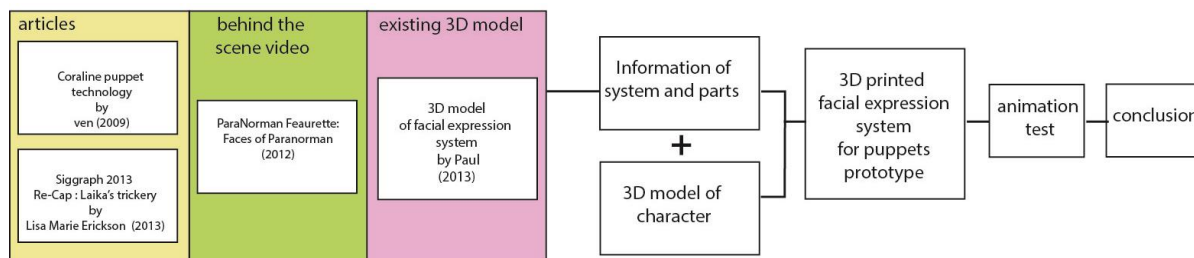 articles
Coraline puppet
technology
by
ven (2009)
Siggraph 2013
Re-Cap : Laika's trickery
by
Lisa Marie Erickson (2013)
behind the
scene video
ParaNorman Feaurette:
Faces of Paranorman
(2012)
existing 3D model
3D model
of facial expression
system
by Paul
(2013)
Information of
system and parts
+
3D model of
character
3D printed
facial expression
system
for puppets
prototype
animation
test
conclusion